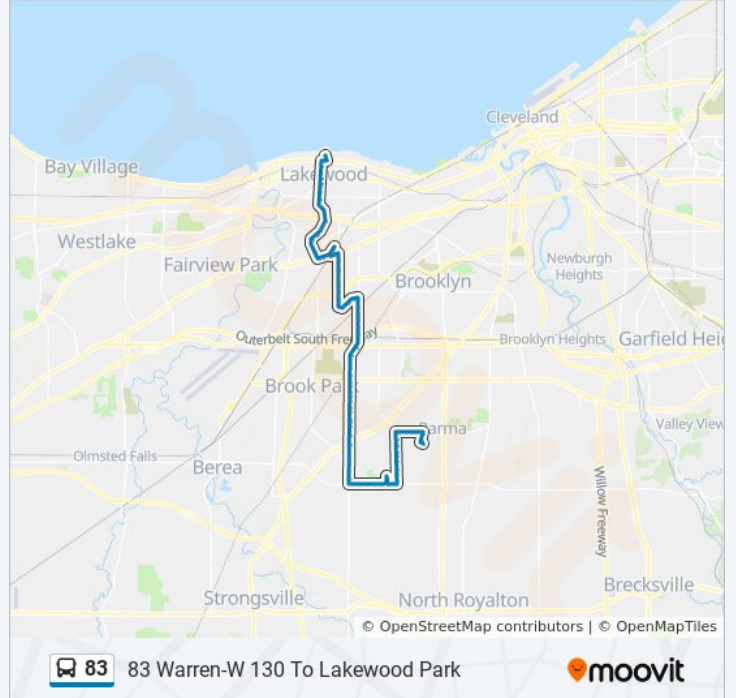 Cleveland
Bay Village
Lakewood
Westlake
Fairview Park
Newburgh
Heights
Brooklyn
Outerbelt South Freeway
Brooklyn Heights
Garfield Hei
Brook Park
Parma
Valley View
Olmsted Falls
Berea
Willow Freeway
Brecksville
Strongsville
North Royalton
© OpenStreetMap contributors | © OpenMapTiles
83
83 Warren-W 130 To Lakewood Park
moovit